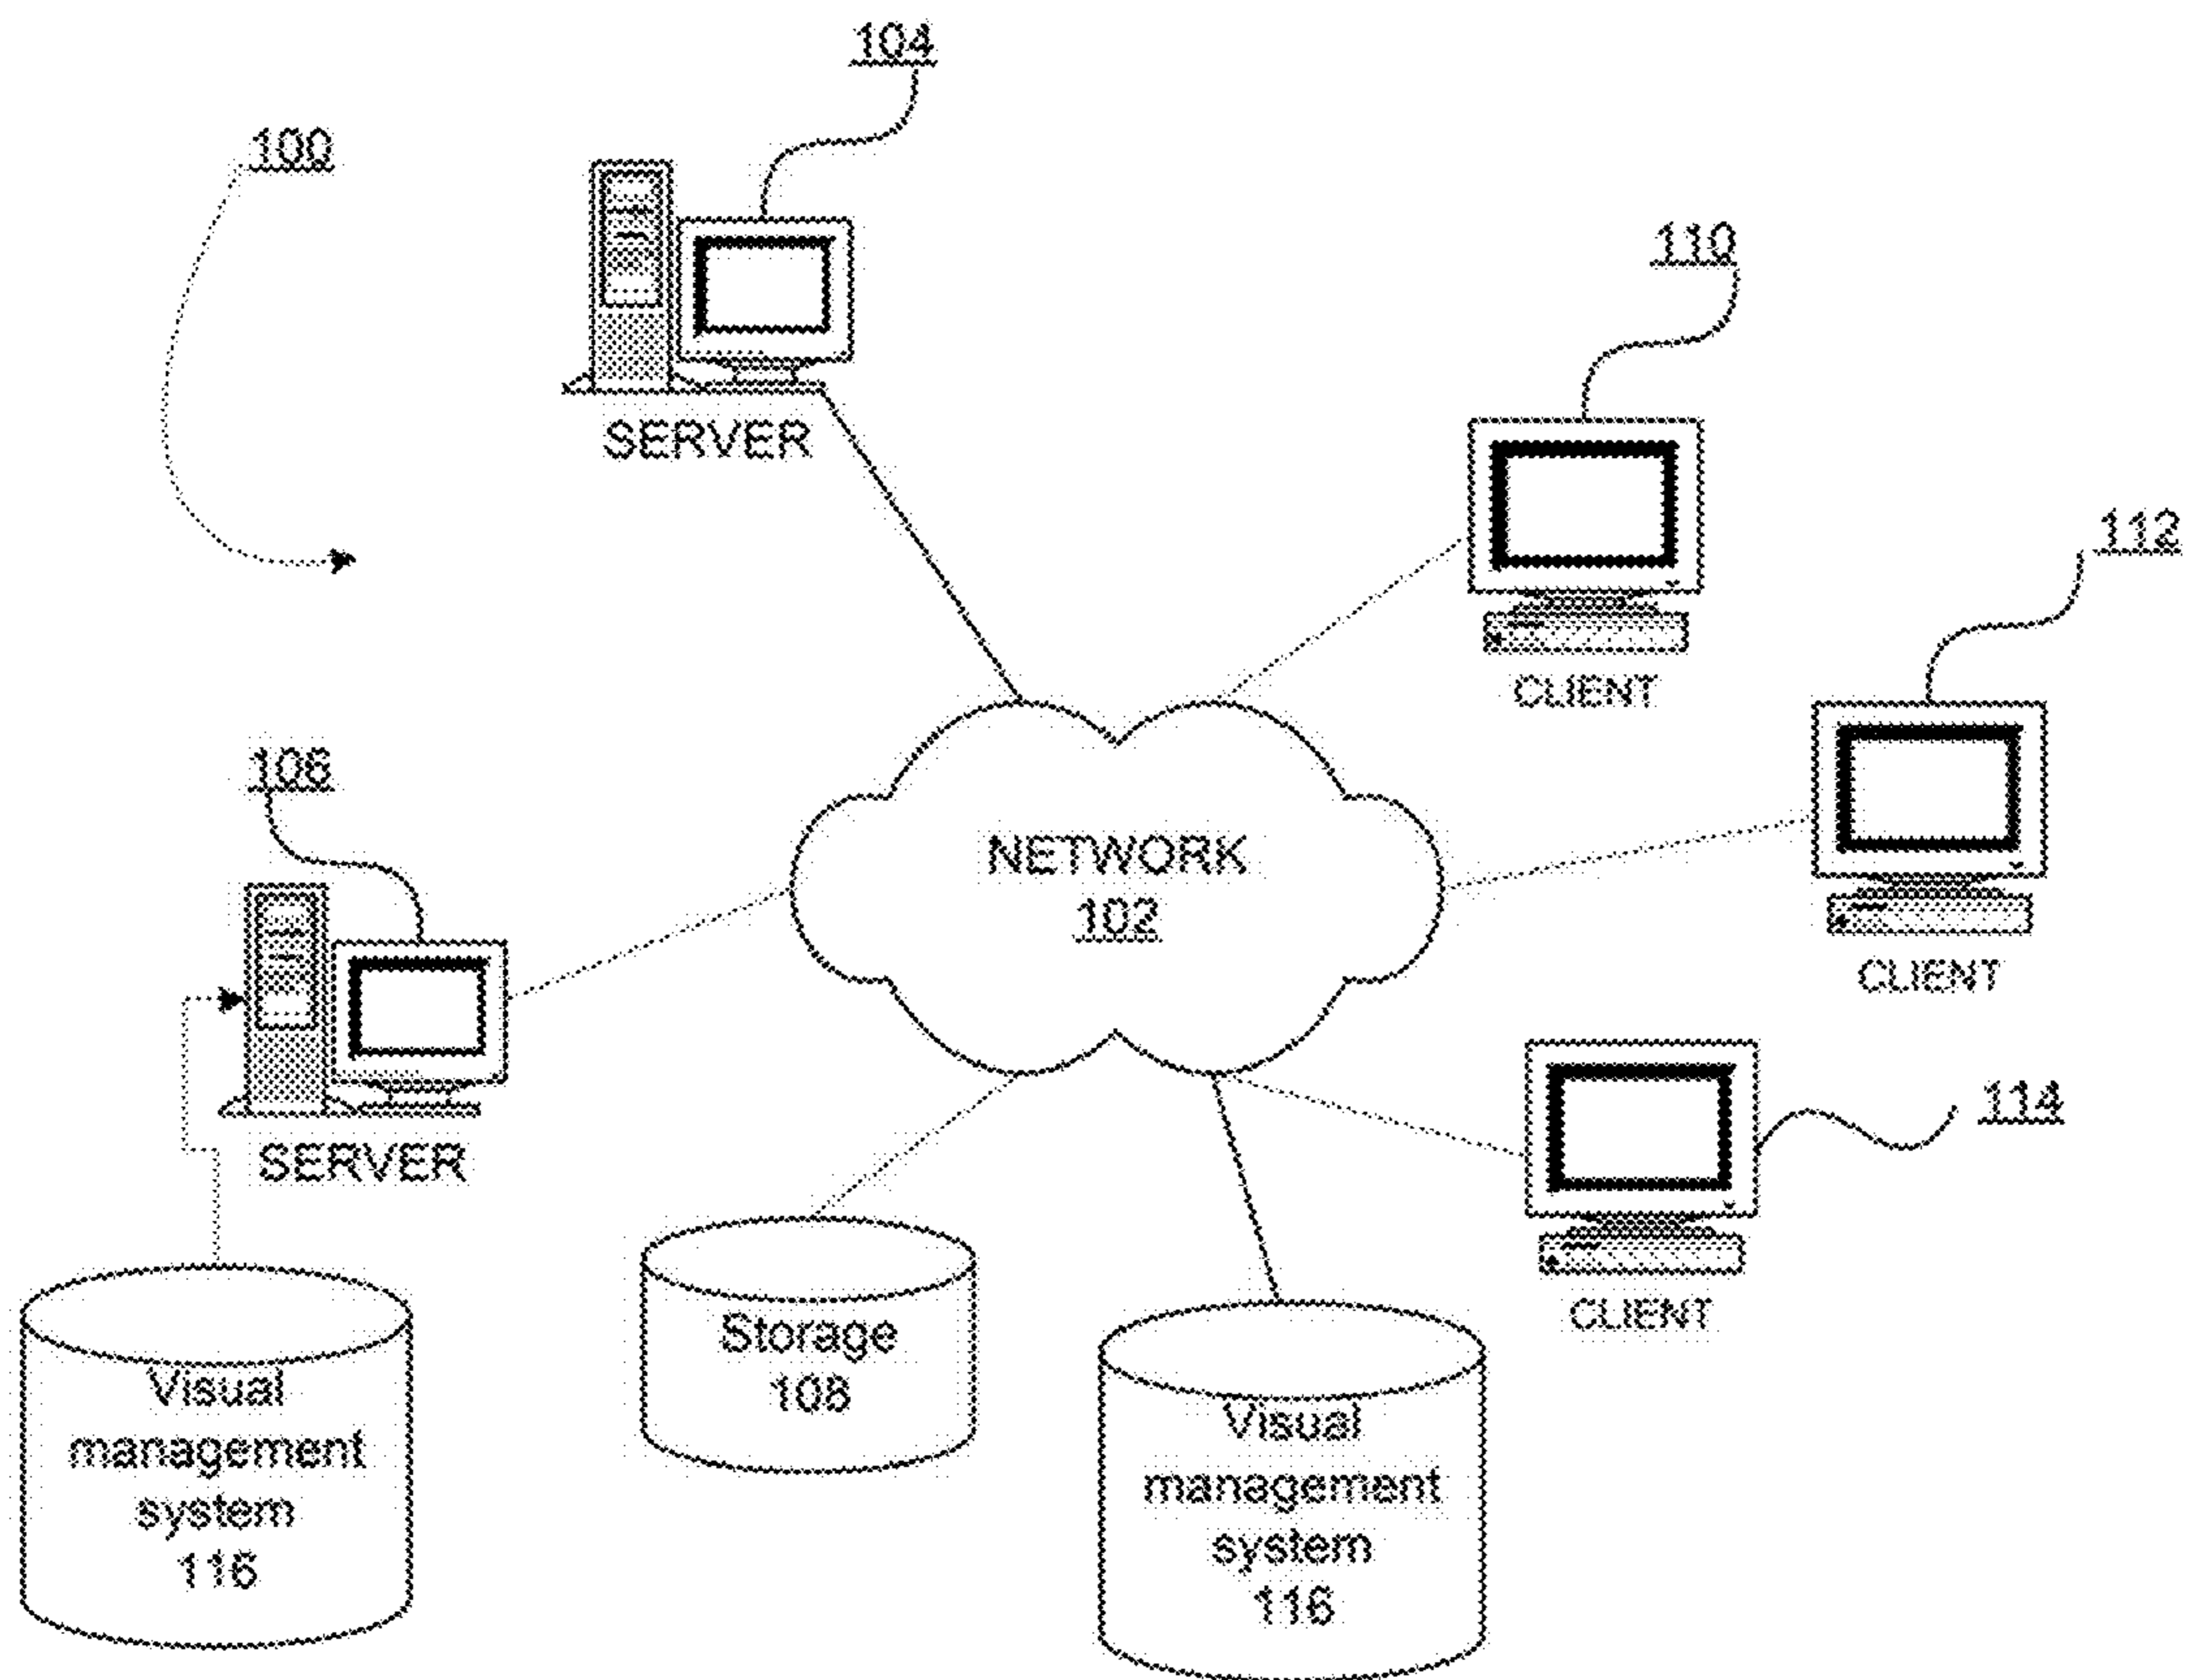 104
100
110
SERVER
112
CLIENT
106
NETWORK
102
CLIENT
114
SERVER
CLIENT
Storage
108
Visual
management
system
116
Visual
management
system
116